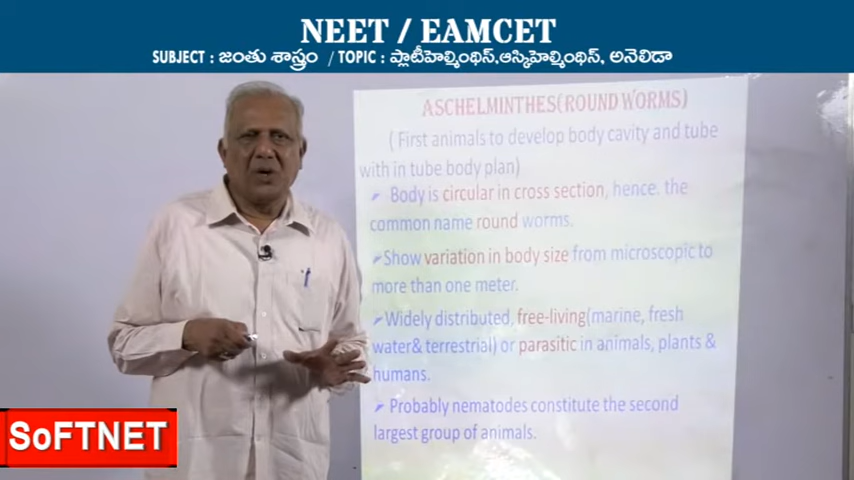 NEET / EAMCET
SUBJECT : జంతు శాస్త్రం / TOPIC : ప్లాటీహెల్మింథిస్,ఆస్కిహెల్మింథిస్, అనెలిడా
ASCHELMINTHES(ROUND WORMS)
( First animals to develop body cavity and tube
with in tube body plan)
➢ Body is circular in cross section, hence. the
common name round worms.
➢Show variation in body size from microscopic to
more than one meter.
➢Widely distributed, free-living(marine, fresh
water& terrestrial) or parasitic in animals, plants &
humans.
➢Probably nematodes constitute the second
largest group of animals.
SoFTNET